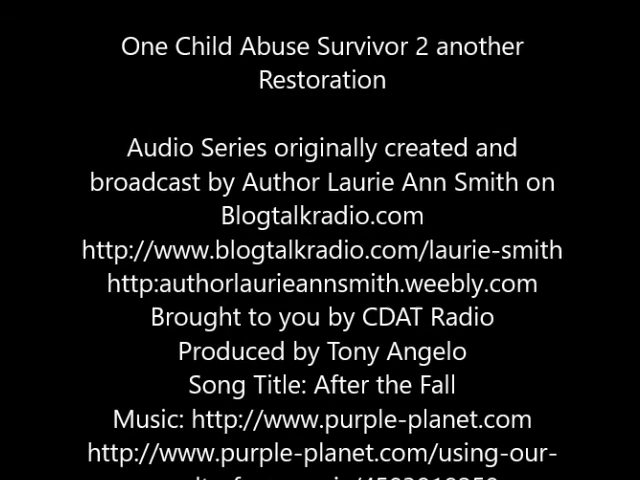 One Child Abuse Survivor 2 another
Restoration
Audio Series originally created and
broadcast by Author Laurie Ann Smith on
Blogtalkradio.com
http://www.blogtalkradio.com/laurie-smith
http:authorlaurieannsmith.weebly.com
Brought to you by CDAT Radio
Produced by Tony Angelo
Song Title: After the Fall
Music: http://www.purple-planet.com
http://www.purple-planet.com/using-our-